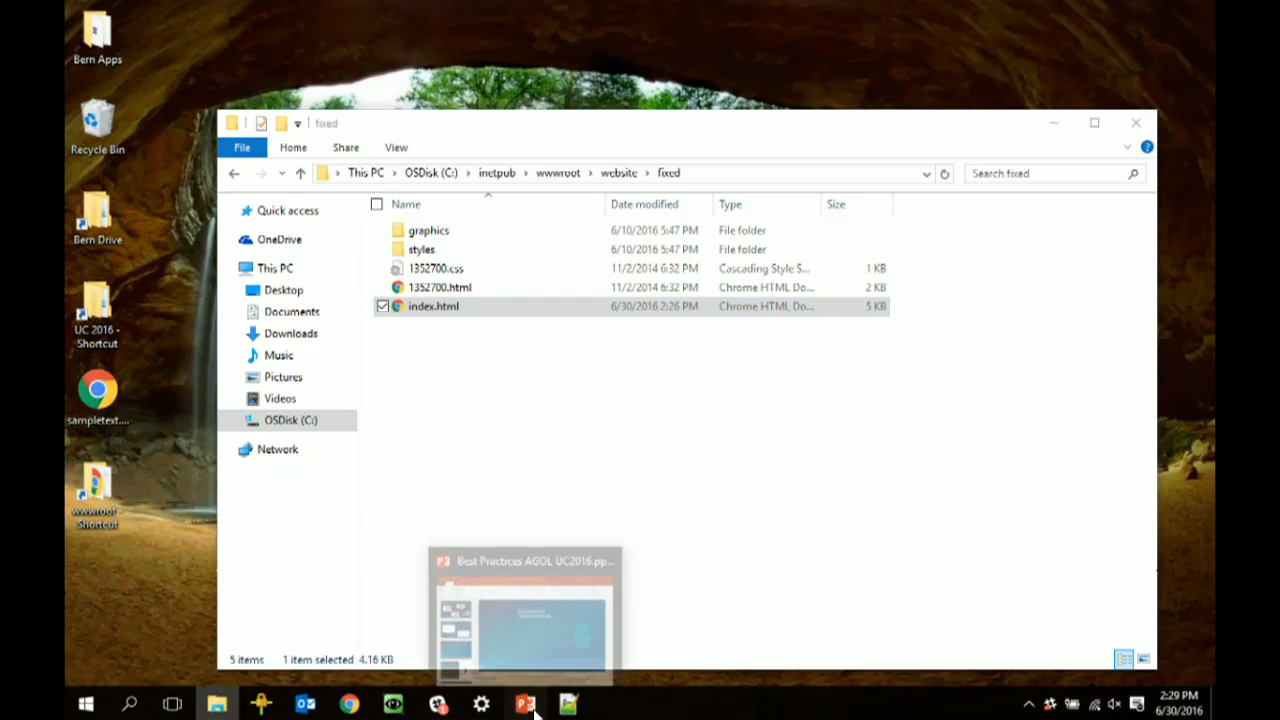 Bern Apps
Recycle Bin
Bern Drive
UC 2016 -
Shortcut
sampletext....
wwwroot -
Shortcut
fixed
File Home Share View
This PC OSDisk (C:) inetpub wwwroot website fixed
Search fixed
Quick access
OneDrive
This PC
Desktop
Documents
Downloads
Music
Pictures
Videos
OSDisk (C:)
Network
Name Date modified Type Size
graphics 6/10/2016 5:47 PM File folder
styles 6/10/2016 5:47 PM File folder
1352700.css 11/2/2014 6:32 PM Cascading Style S... 1 KB
1352700.html 11/2/2014 6:32 PM Chrome HTML Do... 2 KB
index.html 6/30/2016 2:26 PM Chrome HTML Do... 5 KB
Best Practices AGOL UC2016.pp...
5 items 1 item selected 4.16 KB
2:29 PM
6/30/2016